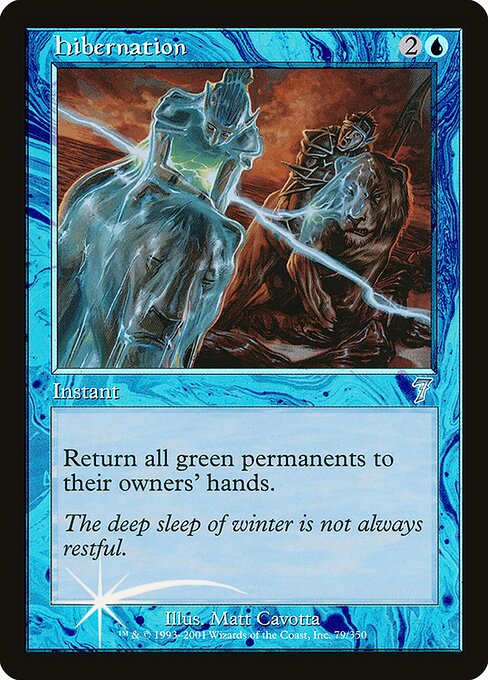 Hibernation 2
Instant 7
Return all green permanents to
their owners' hands.
The deep sleep of winter is not always
restful.
Illus. Matt Cavotta
™ & © 1993–2001 Wizards of the Coast, Inc. 79/350